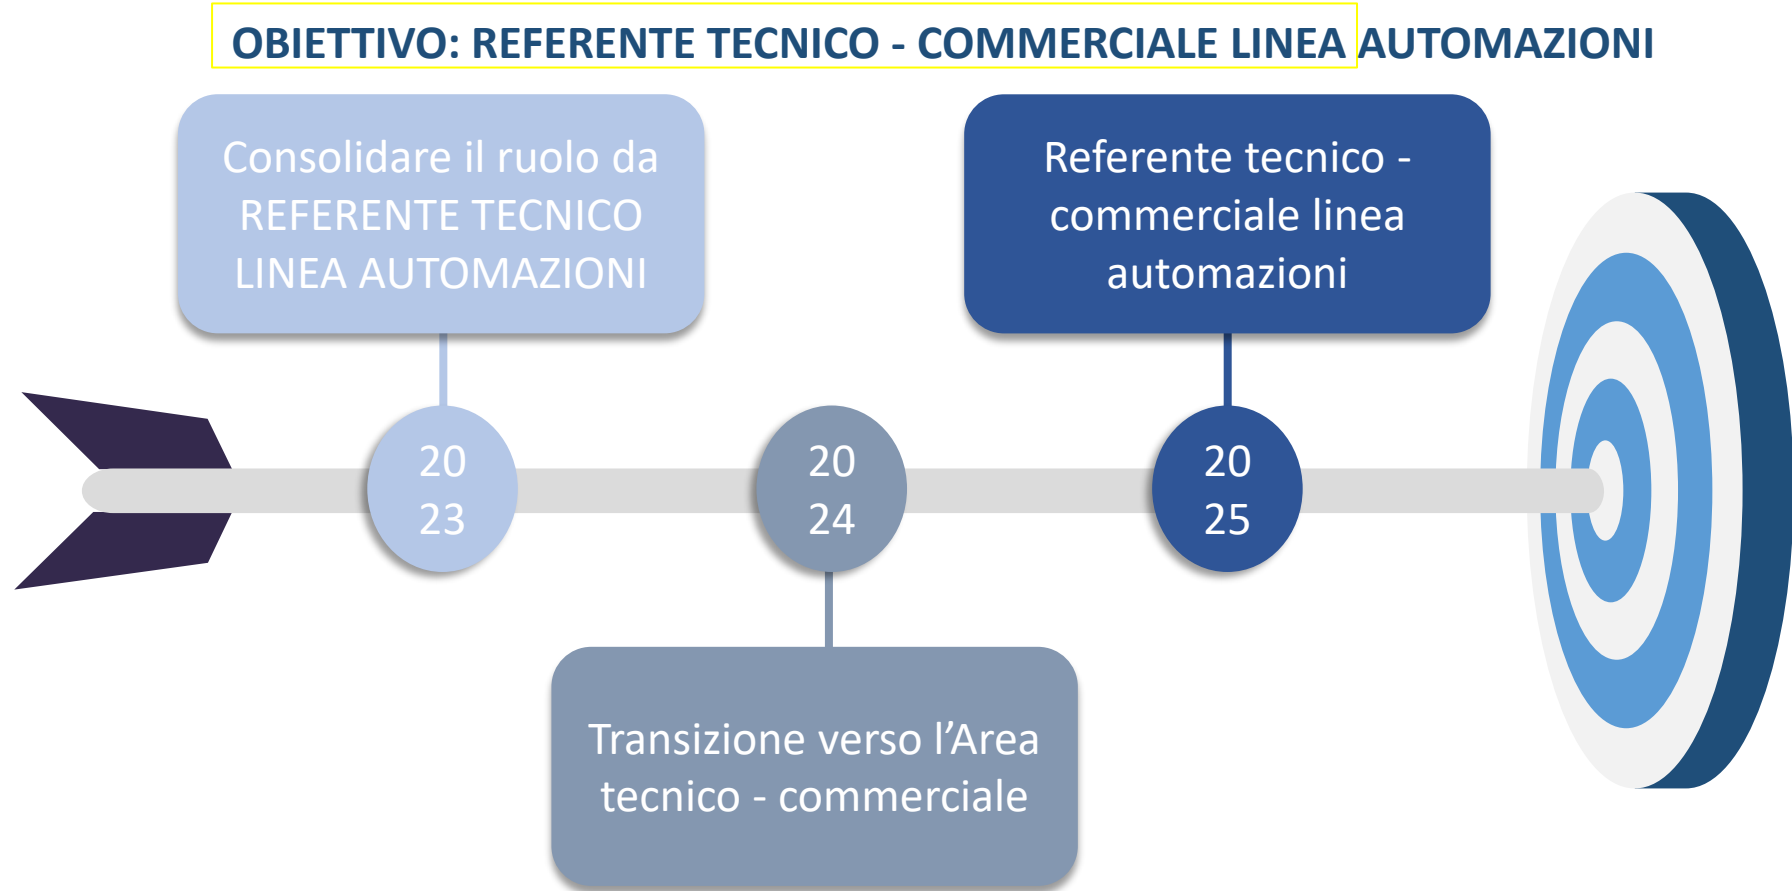 OBIETTIVO: REFERENTE TECNICO - COMMERCIALE LINEA AUTOMAZIONI
Consolidare il ruolo da
REFERENTE TECNICO
LINEA AUTOMAZIONI
Referente tecnico -
commerciale linea
automazioni
20
23
20
24
20
25
Transizione verso l’Area
tecnico - commerciale